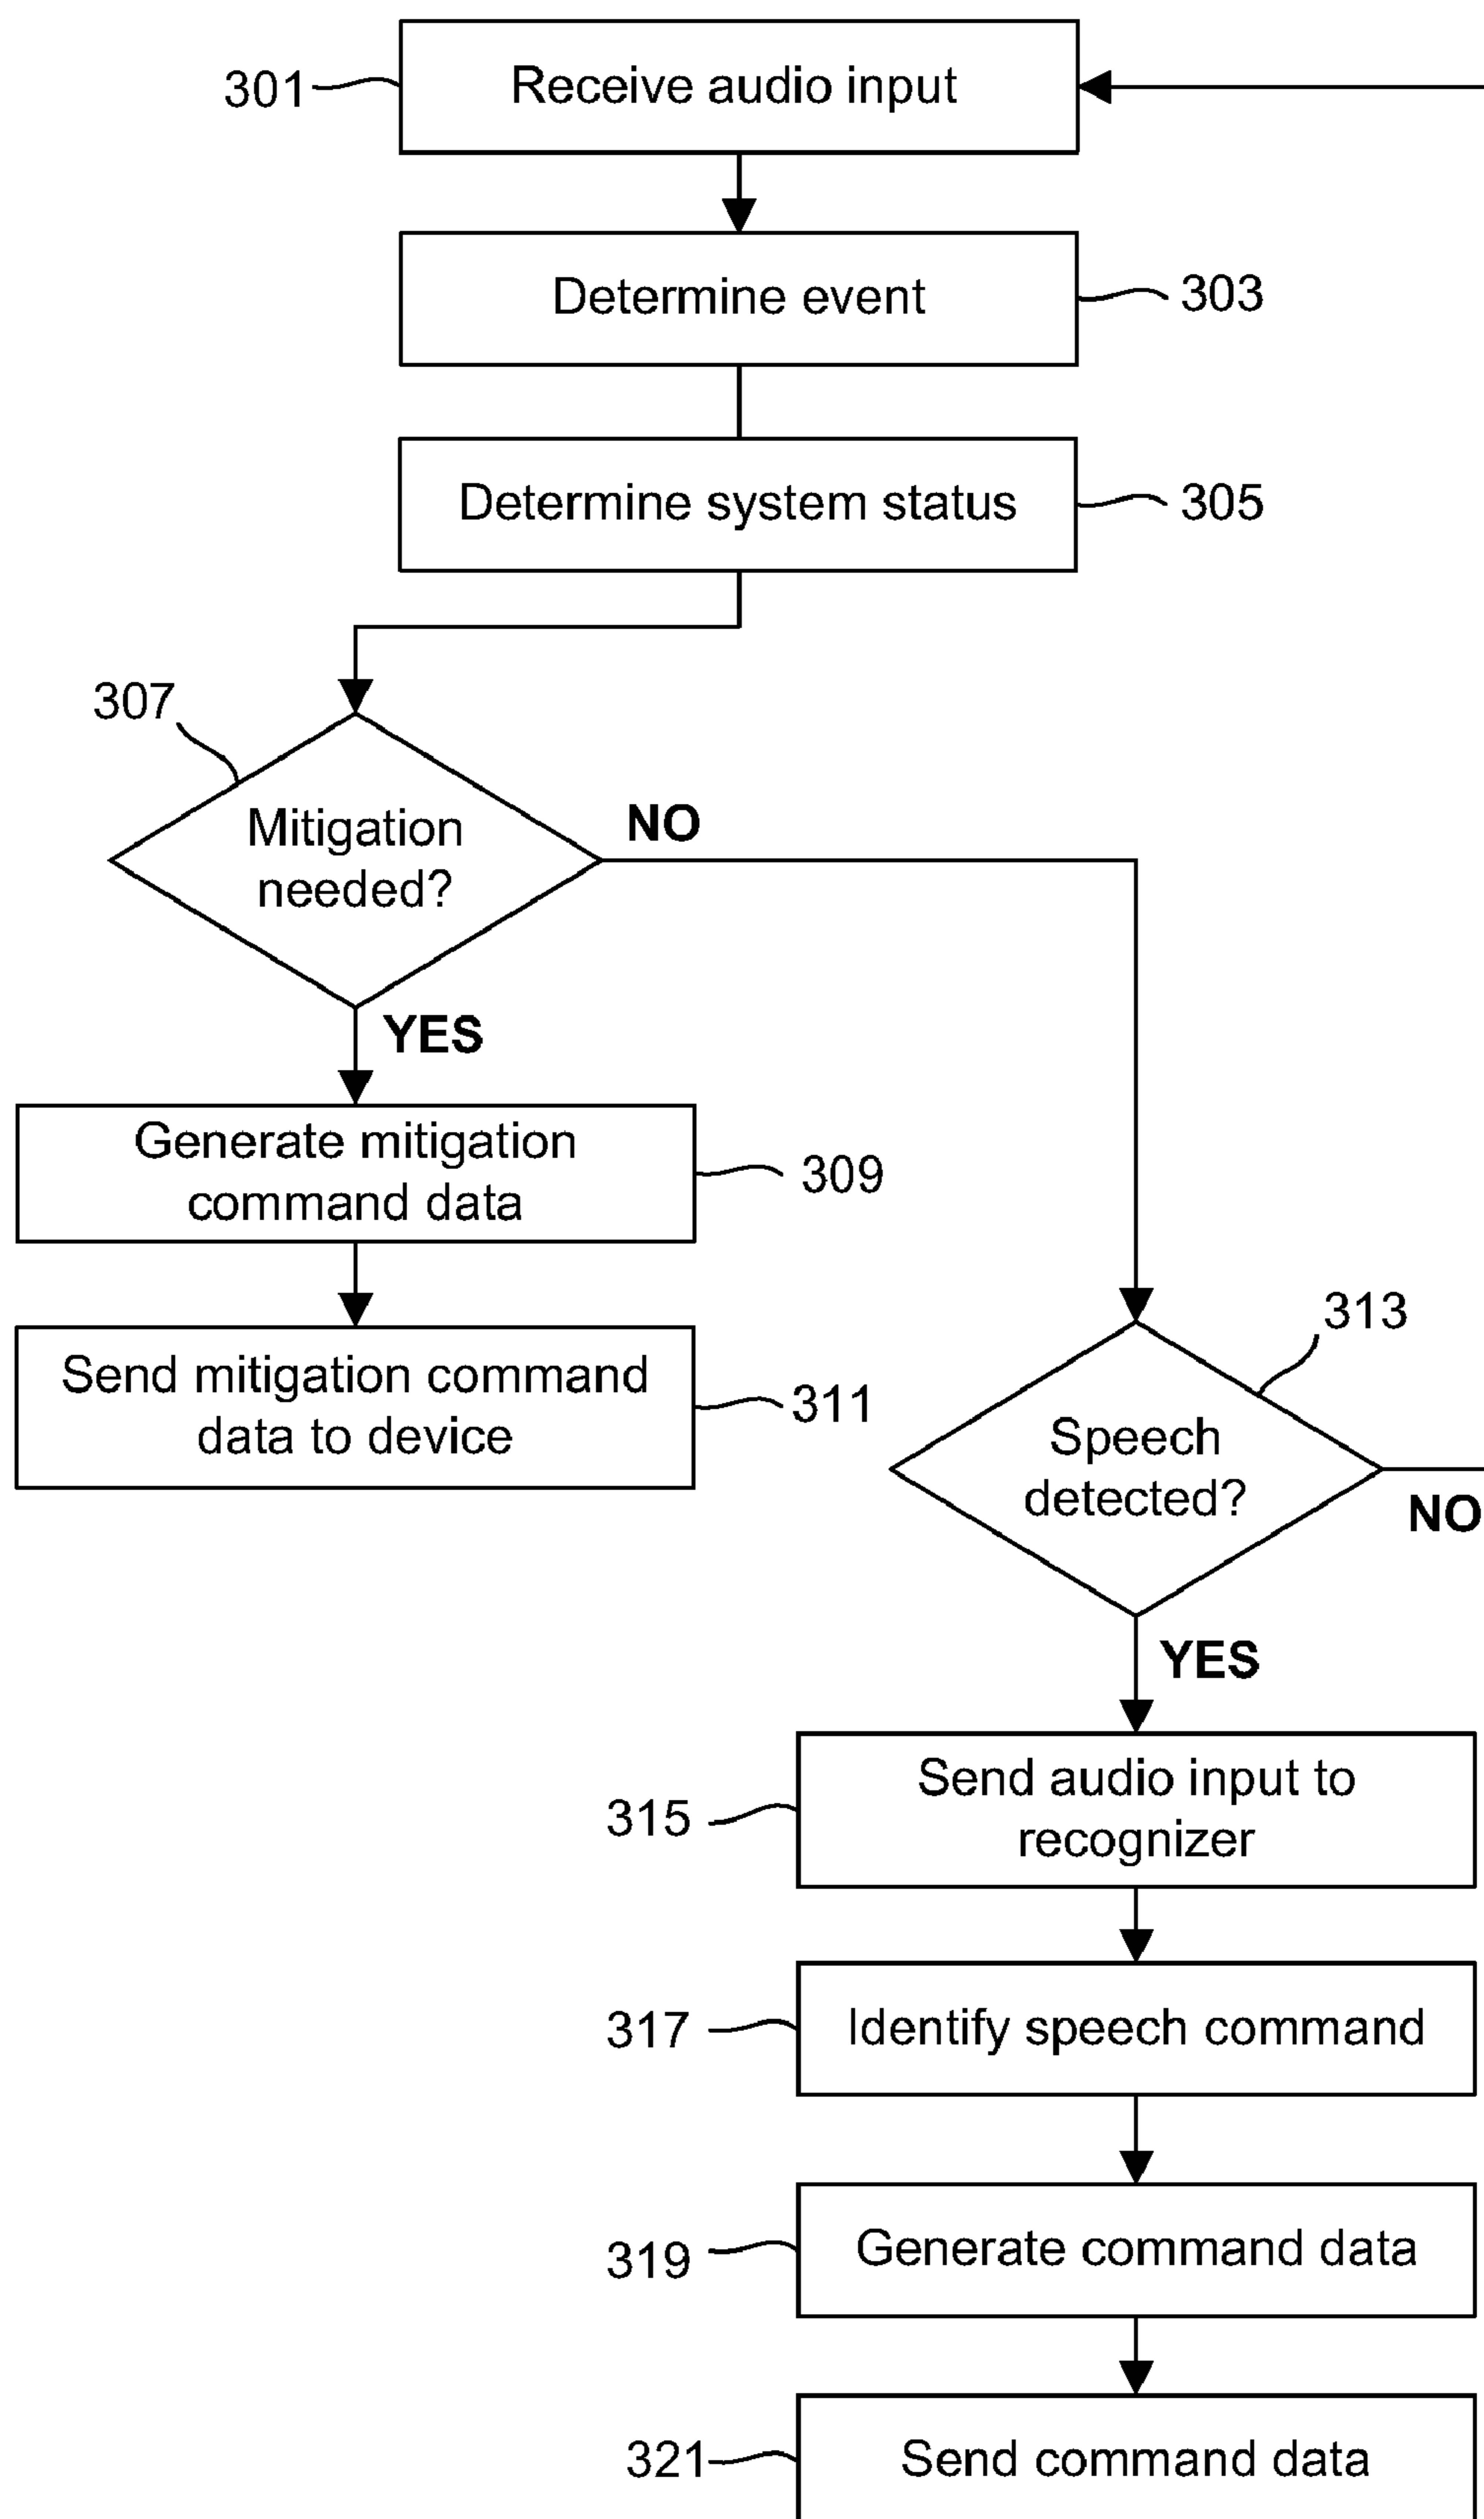 301
Receive audio input
Determine event
303
Determine system status
305
307
Mitigation
needed?
NO
YES
Generate mitigation
command data
309
Send mitigation command
data to device
311
313
Speech
detected?
NO
YES
Send audio input to
recognizer
315
317
Identify speech command
319
Generate command data
321
Send command data